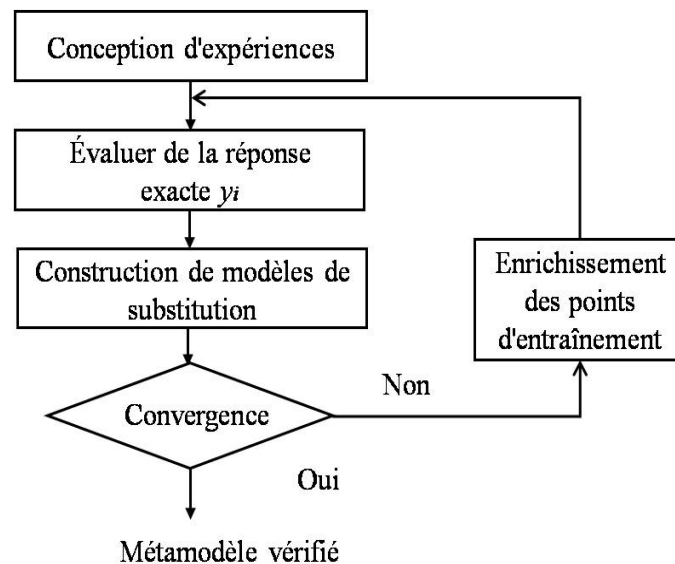 Conception d'expériences
Évaluer de la réponse
exacte yi
Construction de modèles de
substitution
Enrichissement
des points
d'entraînement
Convergence
Non
Oui
Métamodèle vérifié